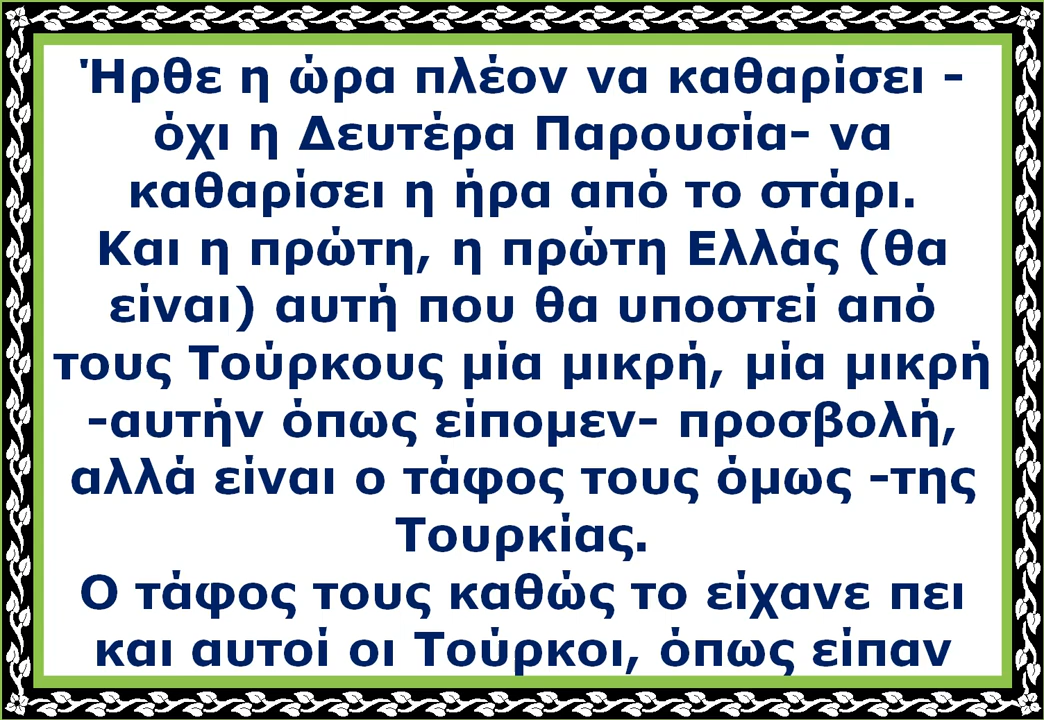 Ήρθε η ώρα πλέον να καθαρίσει -
όχι η Δευτέρα Παρουσία- να
καθαρίσει η ήρα από το στάρι.
Και η πρώτη, η πρώτη Ελλάς (θα
είναι) αυτή που θα υποστεί από
τους Τούρκους μία μικρή, μία μικρή
-αυτήν όπως είπομεν- προσβολή,
αλλά είναι ο τάφος τους όμως -της
Τουρκίας.
Ο τάφος τους καθώς το είχανε πει
και αυτοί οι Τούρκοι, όπως είπαν